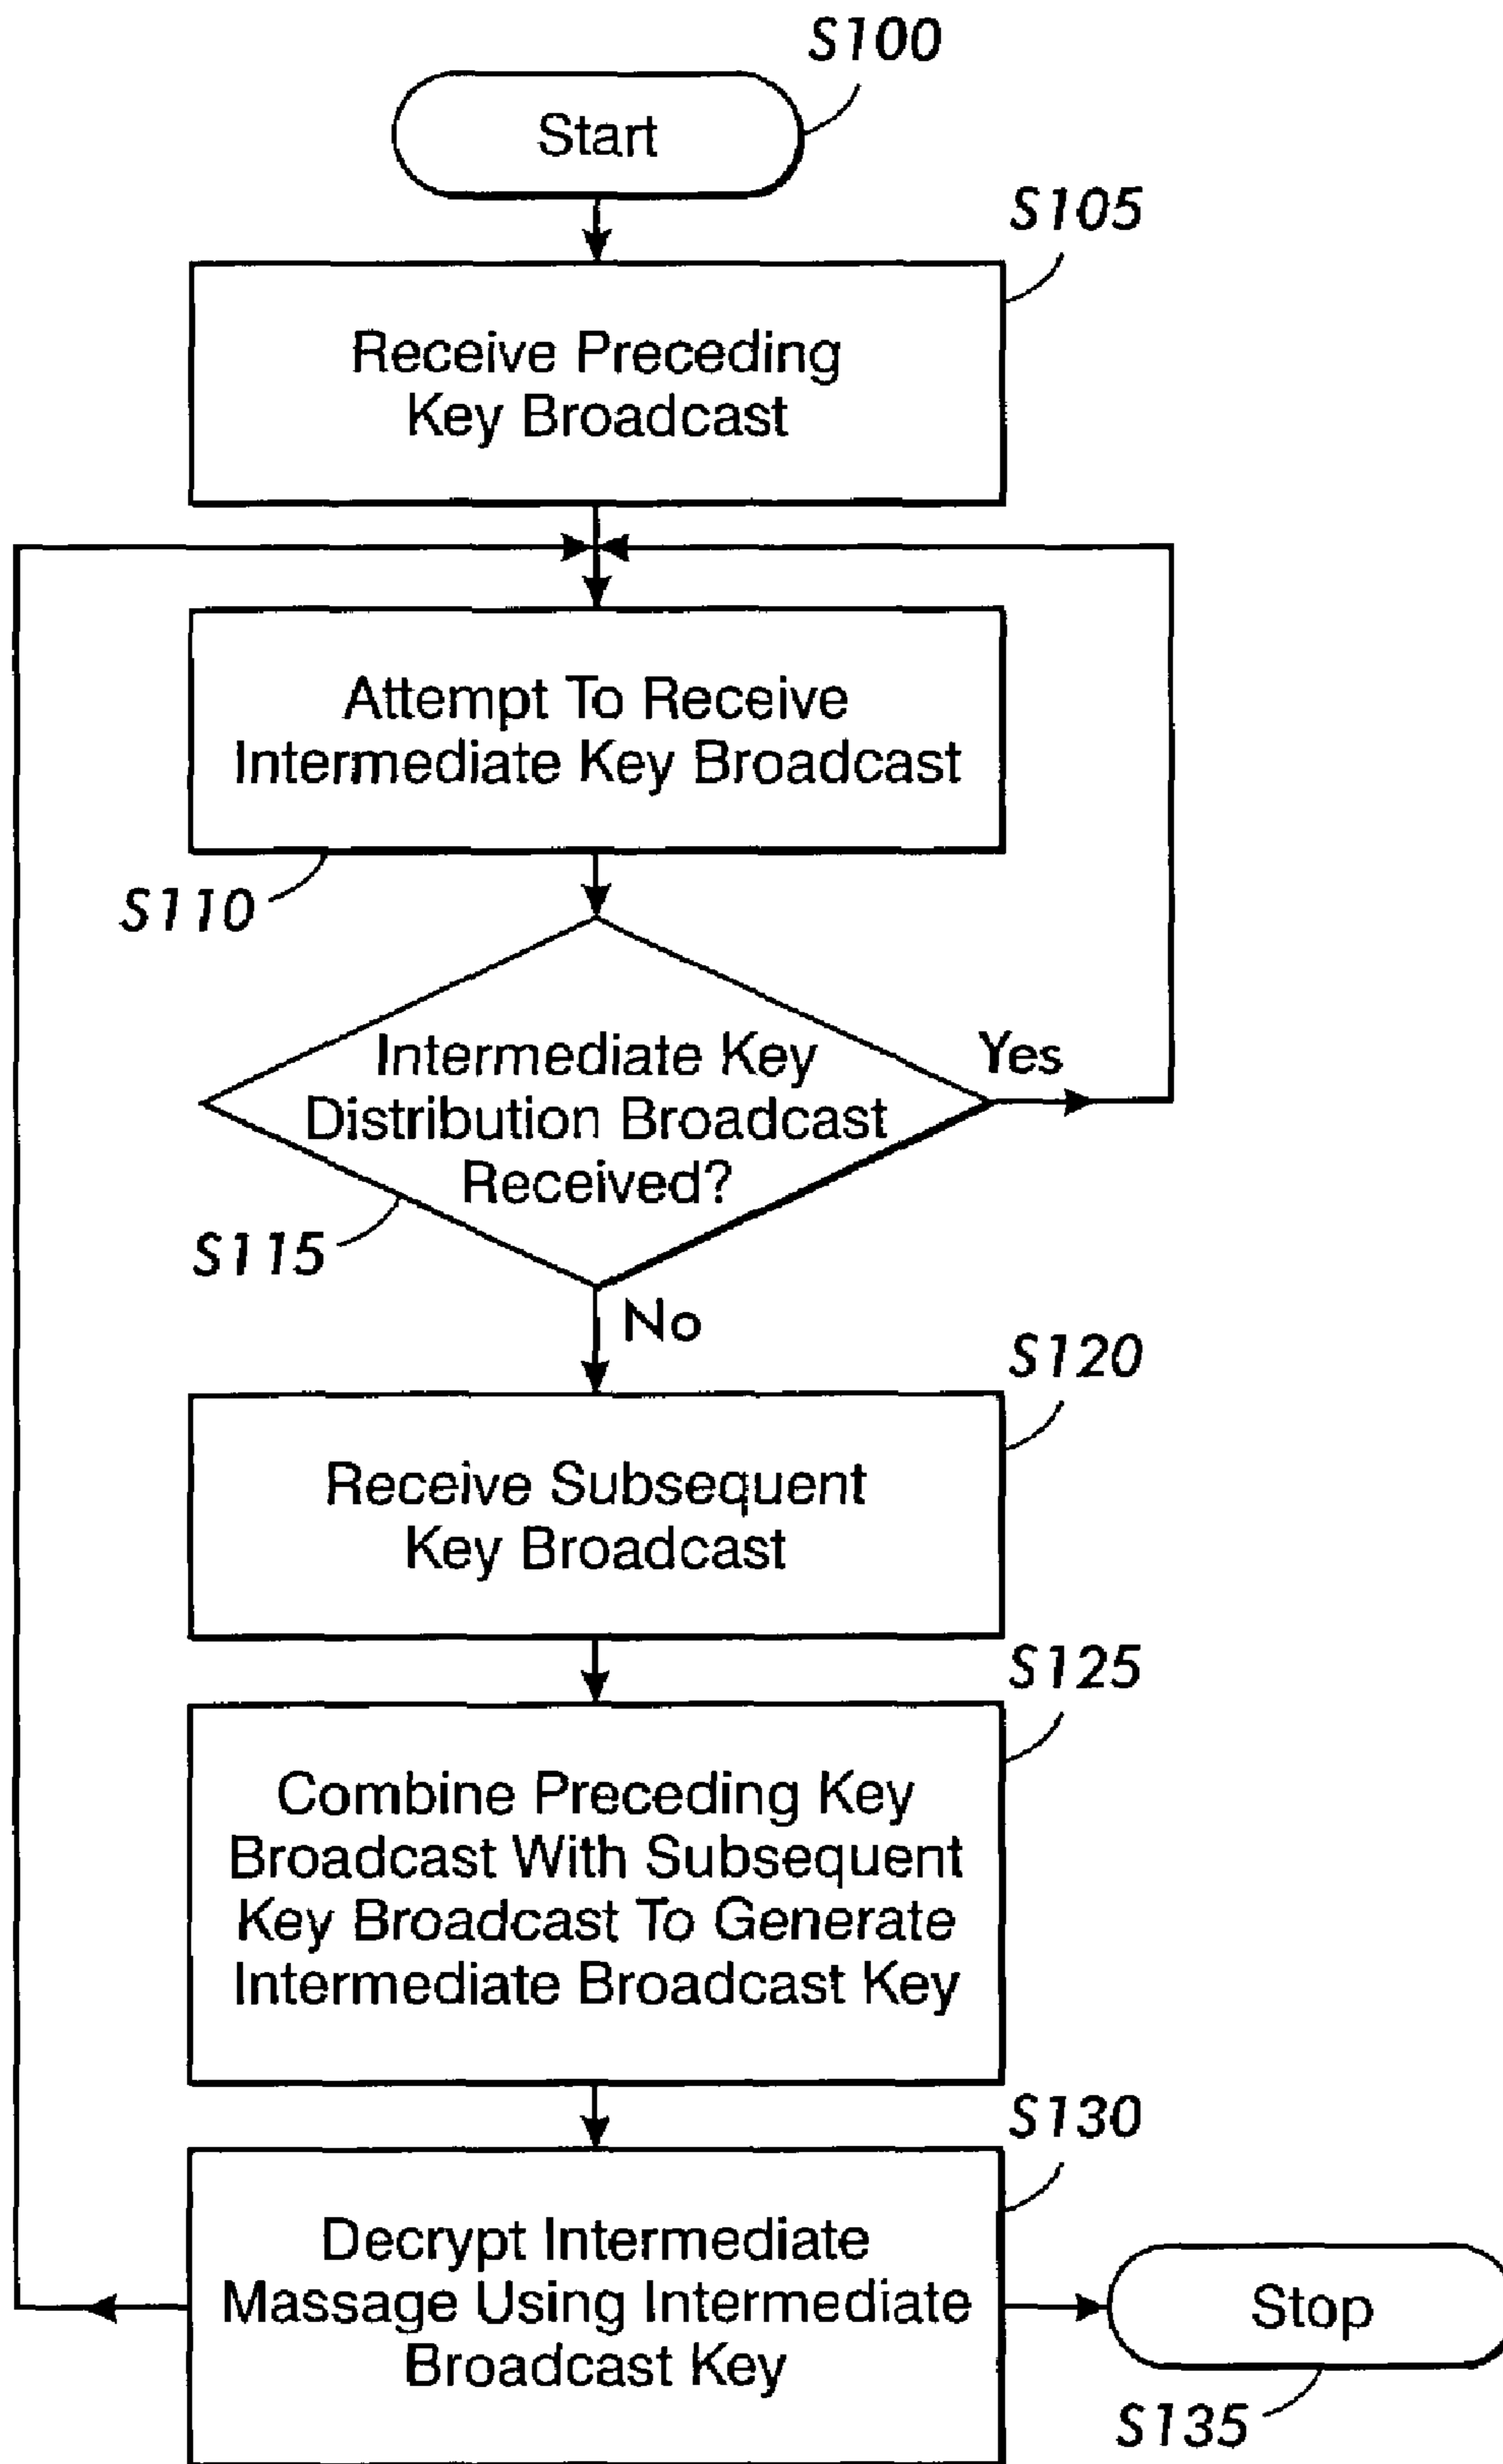 S100
Start
S105
Receive Preceding
Key Broadcast
Attempt To Receive
Intermediate Key Broadcast
S110
Intermediate Key
Distribution Broadcast
Received?
Yes
S115
No
S120
Receive Subsequent
Key Broadcast
S125
Combine Preceding Key
Broadcast With Subsequent
Key Broadcast To Generate
Intermediate Broadcast Key
S130
Decrypt Intermediate
Massage Using Intermediate
Broadcast Key
Stop
S135